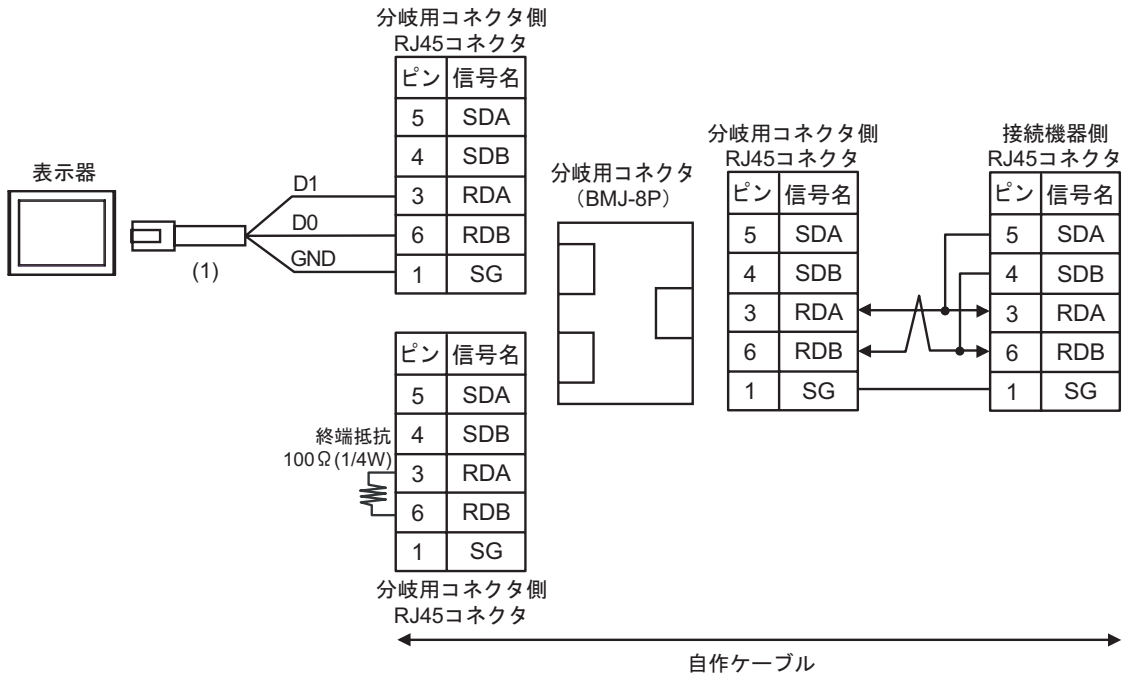 分岐用コネクタ側
RJ45コネクタ
ピン 信号名
5 SDA
4 SDB
3 RDA
6 RDB
1 SG
表示器
D1
D0
GND
(1)
ピン 信号名
5 SDA
4 SDB
3 RDA
6 RDB
1 SG
終端抵抗
100Ω(1/4W)
分岐用コネクタ側
RJ45コネクタ
分岐用コネクタ
（BMJ-8P）
分岐用コネクタ側
RJ45コネクタ
ピン 信号名
5 SDA
4 SDB
3 RDA
6 RDB
1 SG
接続機器側
RJ45コネクタ
ピン 信号名
5 SDA
4 SDB
3 RDA
6 RDB
1 SG
自作ケーブル